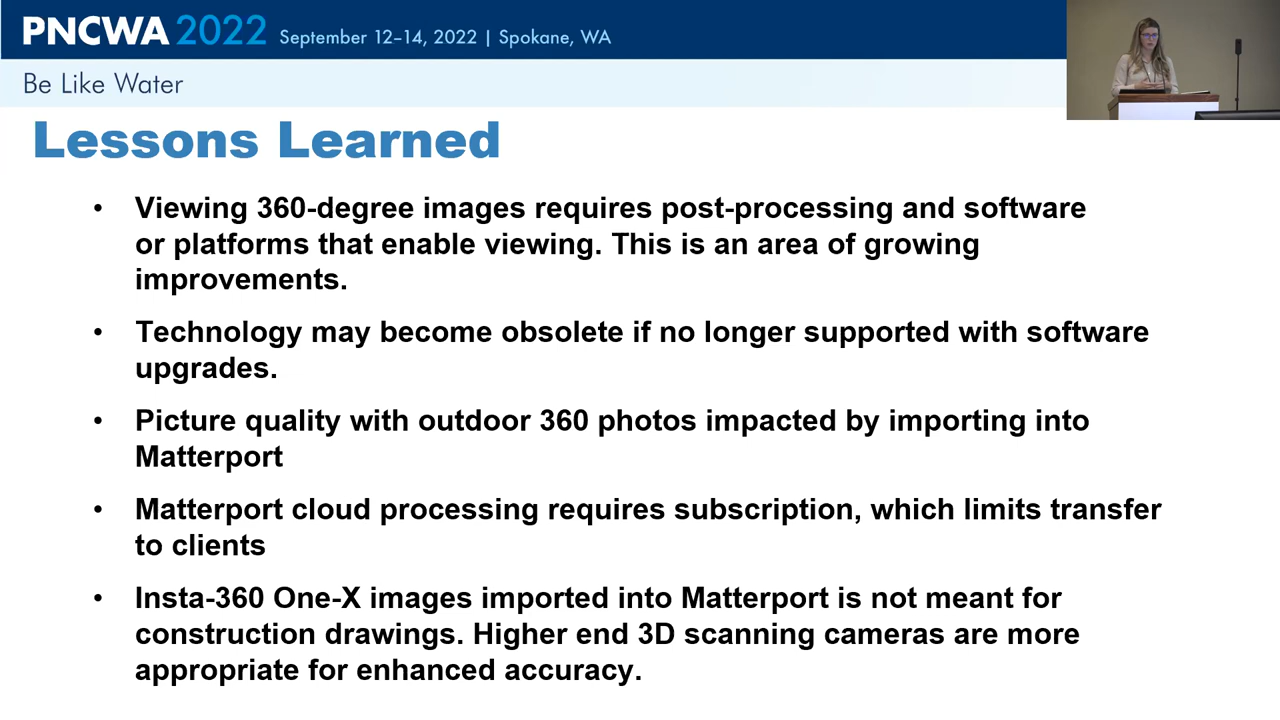 PNCWA 2022 September 12–14, 2022 | Spokane, WA
Be Like Water
Lessons Learned
• Viewing 360-degree images requires post-processing and software
or platforms that enable viewing. This is an area of growing
improvements.
• Technology may become obsolete if no longer supported with software
upgrades.
• Picture quality with outdoor 360 photos impacted by importing into
Matterport
• Matterport cloud processing requires subscription, which limits transfer
to clients
• Insta-360 One-X images imported into Matterport is not meant for
construction drawings. Higher end 3D scanning cameras are more
appropriate for enhanced accuracy.